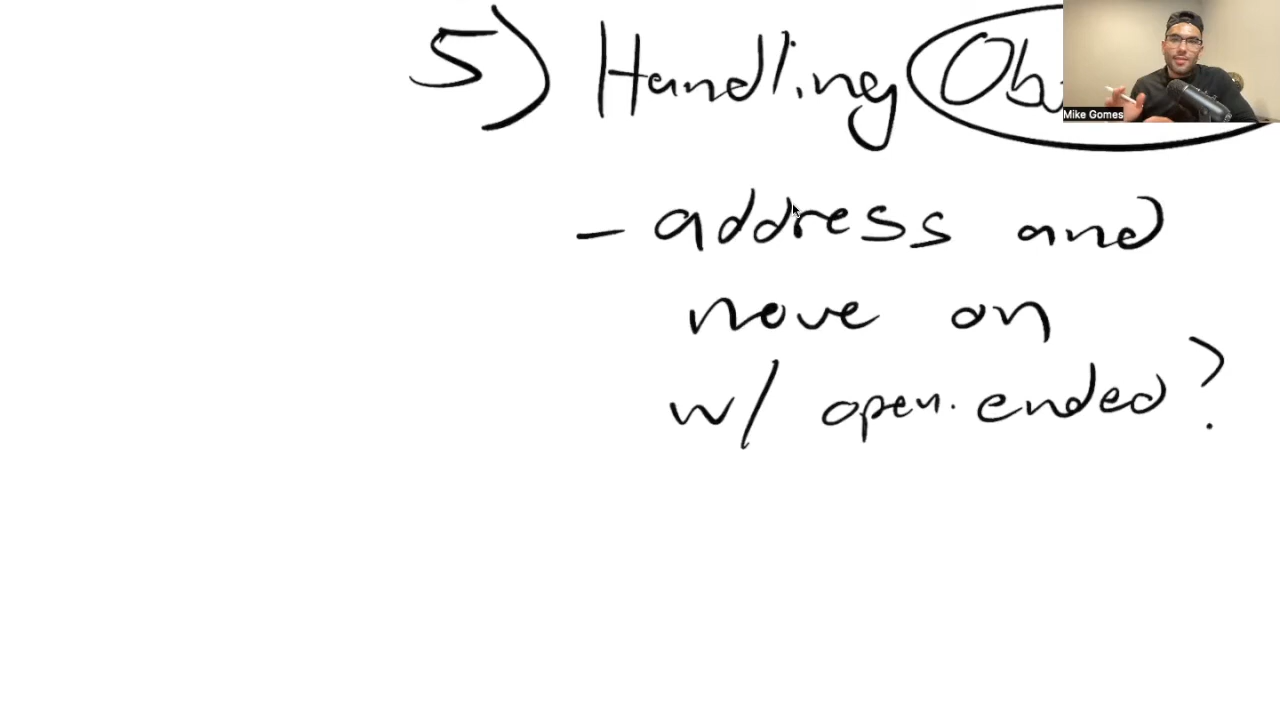 5) Handling
Mike Gomes
- address and
move on
w/ open-ended?